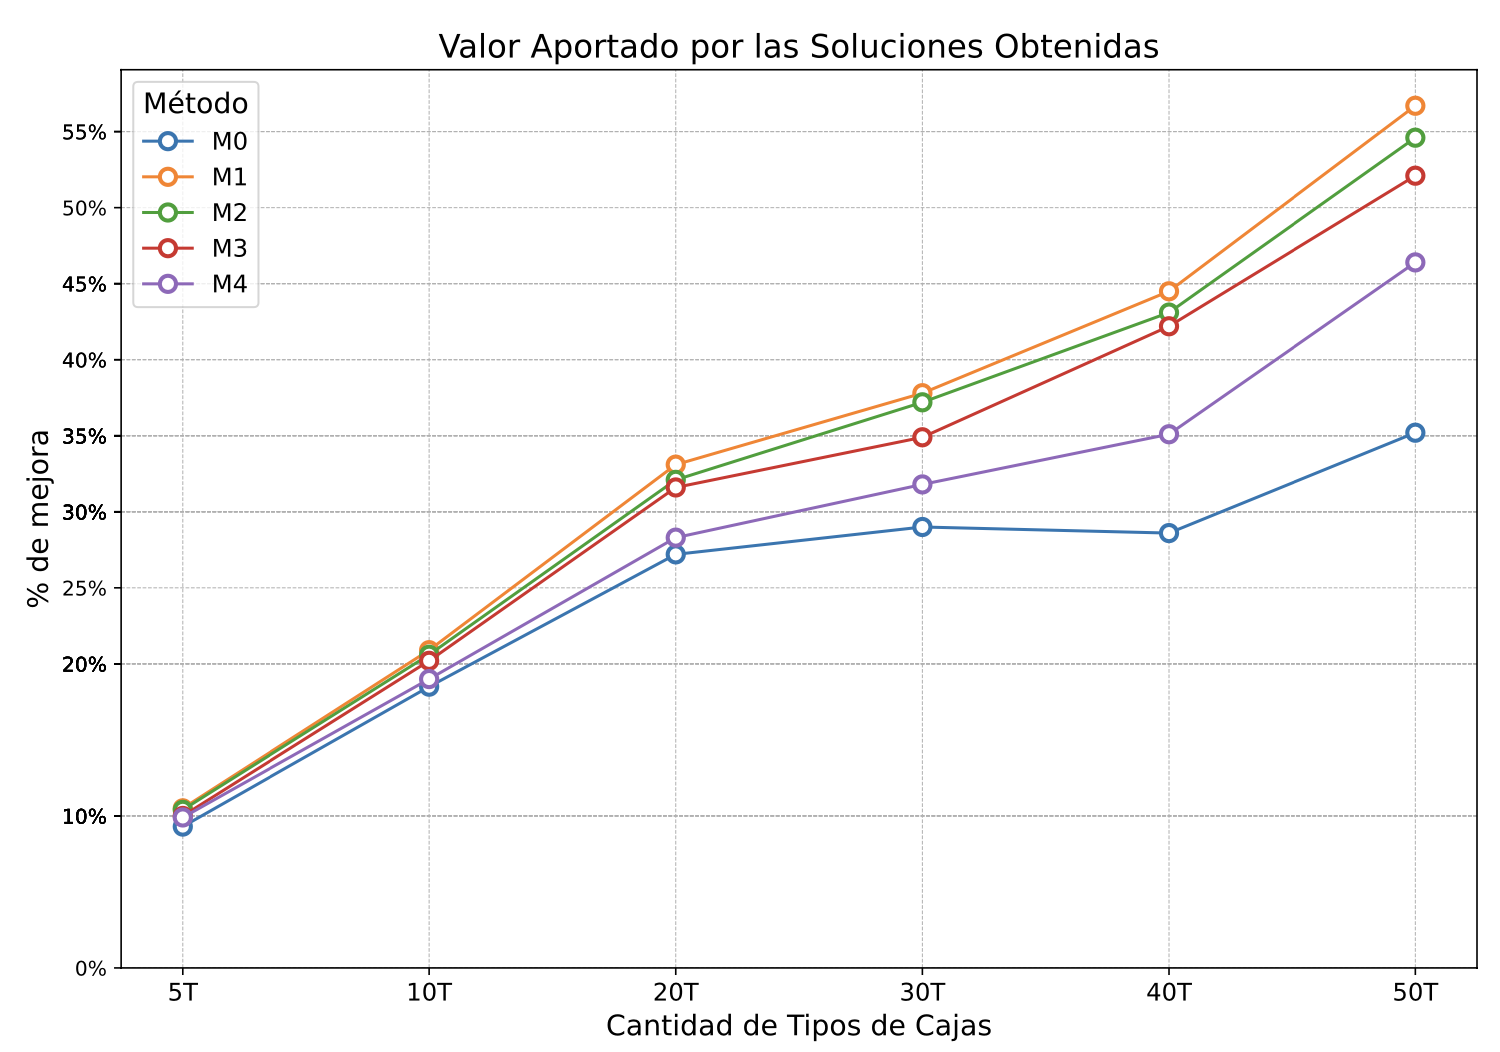 Valor Aportado por las Soluciones Obtenidas
Método
M0
M1
M2
M3
M4
% de mejora
55%
50%
45%
40%
35%
30%
25%
20%
10%
0%
5T
10T
20T
30T
40T
50T
Cantidad de Tipos de Cajas